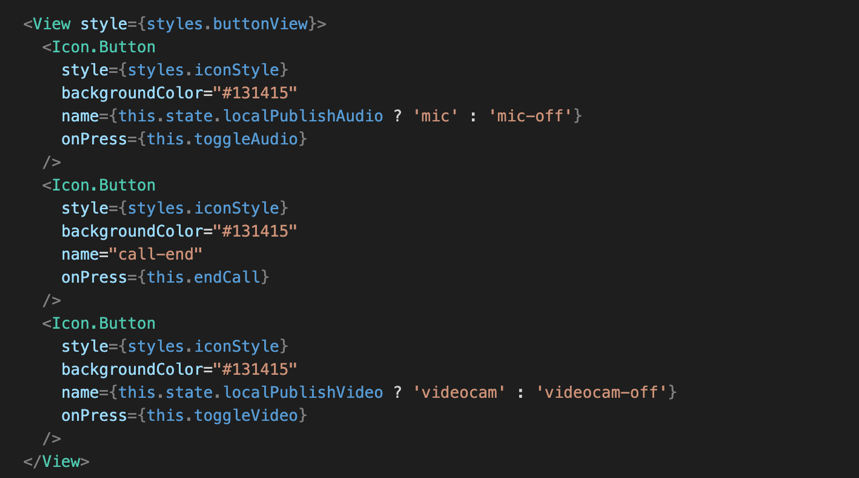 <View style={styles.buttonView}>
  <Icon.Button
    style={styles.iconStyle}
    backgroundColor="#131415"
    name={this.state.localPublishAudio ? 'mic' : 'mic-off'}
    onPress={this.toggleAudio}
  />
  <Icon.Button
    style={styles.iconStyle}
    backgroundColor="#131415"
    name="call-end"
    onPress={this.endCall}
  />
  <Icon.Button
    style={styles.iconStyle}
    backgroundColor="#131415"
    name={this.state.localPublishVideo ? 'videocam' : 'videocam-off'}
    onPress={this.toggleVideo}
  />
</View>